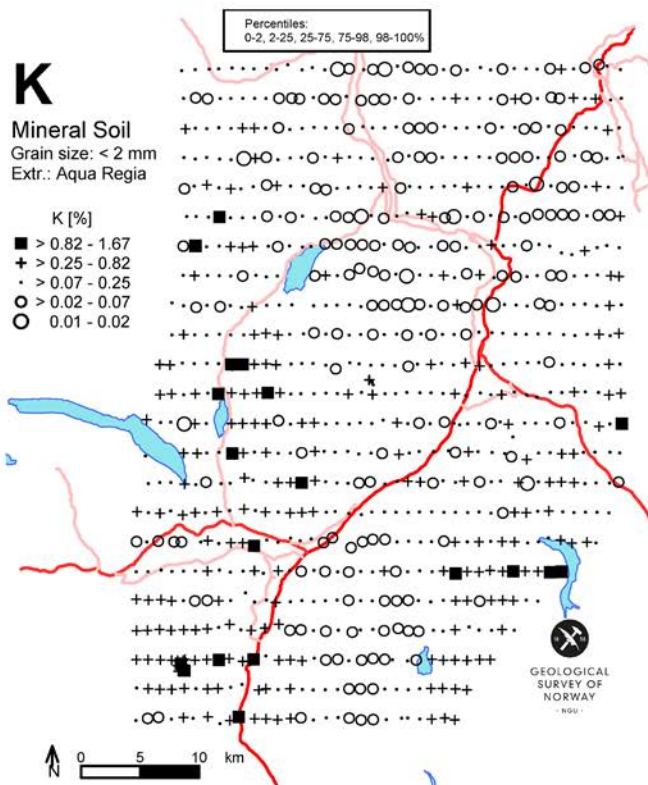 Percentiles:
0-2, 2-25, 25-75, 75-98, 98-100%
K
Mineral Soil
Grain size: < 2 mm
Extr.: Aqua Regia
K [%]
> 0.82 - 1.67
> 0.25 - 0.82
> 0.07 - 0.25
> 0.02 - 0.07
0.01 - 0.02
GEOLOGICAL
SURVEY OF
NORWAY
- NGU -
N
0 5 10 km